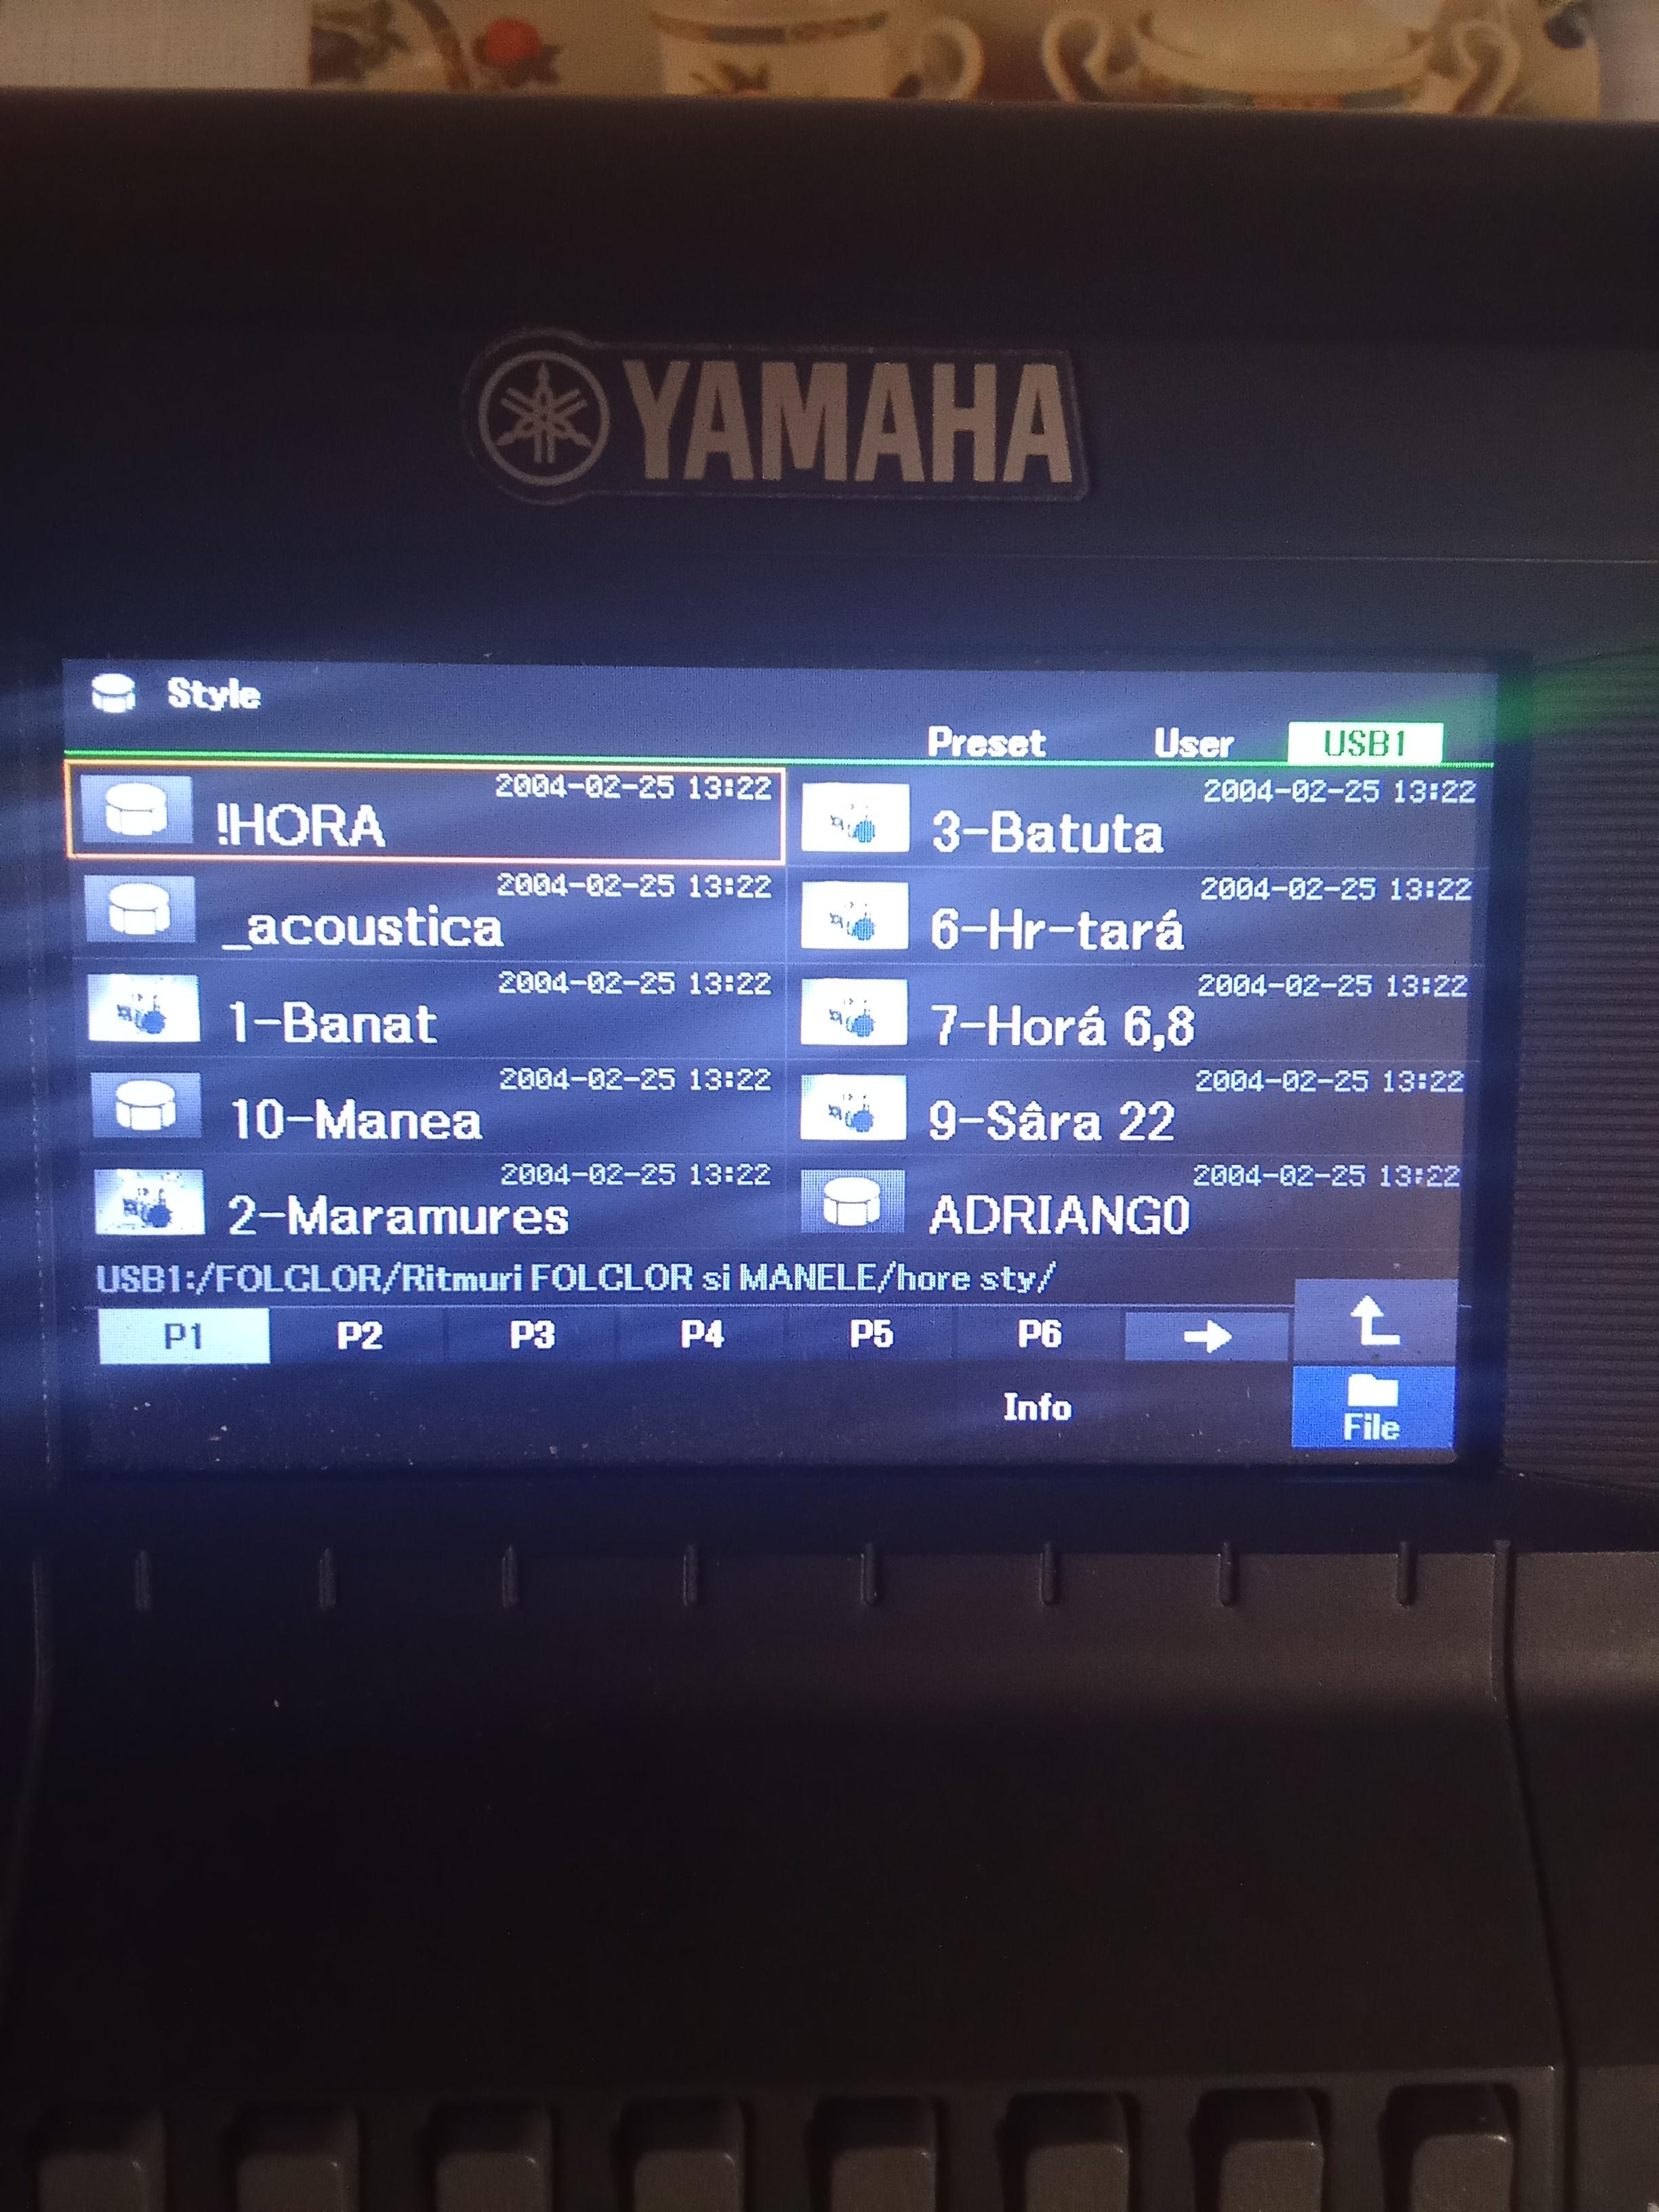 YAMAHA
Style
Preset User USB1
2004-02-25 13:22
!HORA
2004-02-25 13:22
_acoustica
2004-02-25 13:22
1-Banat
2004-02-25 13:22
10-Manea
2004-02-25 13:22
2-Maramures
2004-02-25 13:22
3-Batuta
2004-02-25 13:22
6-Hr-tará
2004-02-25 13:22
7-Horá 6,8
2004-02-25 13:22
9-Sâra 22
2004-02-25 13:22
ADRIANG0
USB1:/FOLCLOR/Ritmuri FOLCLOR si MANELE/hore sty/
P1 P2 P3 P4 P5 P6
Info
File